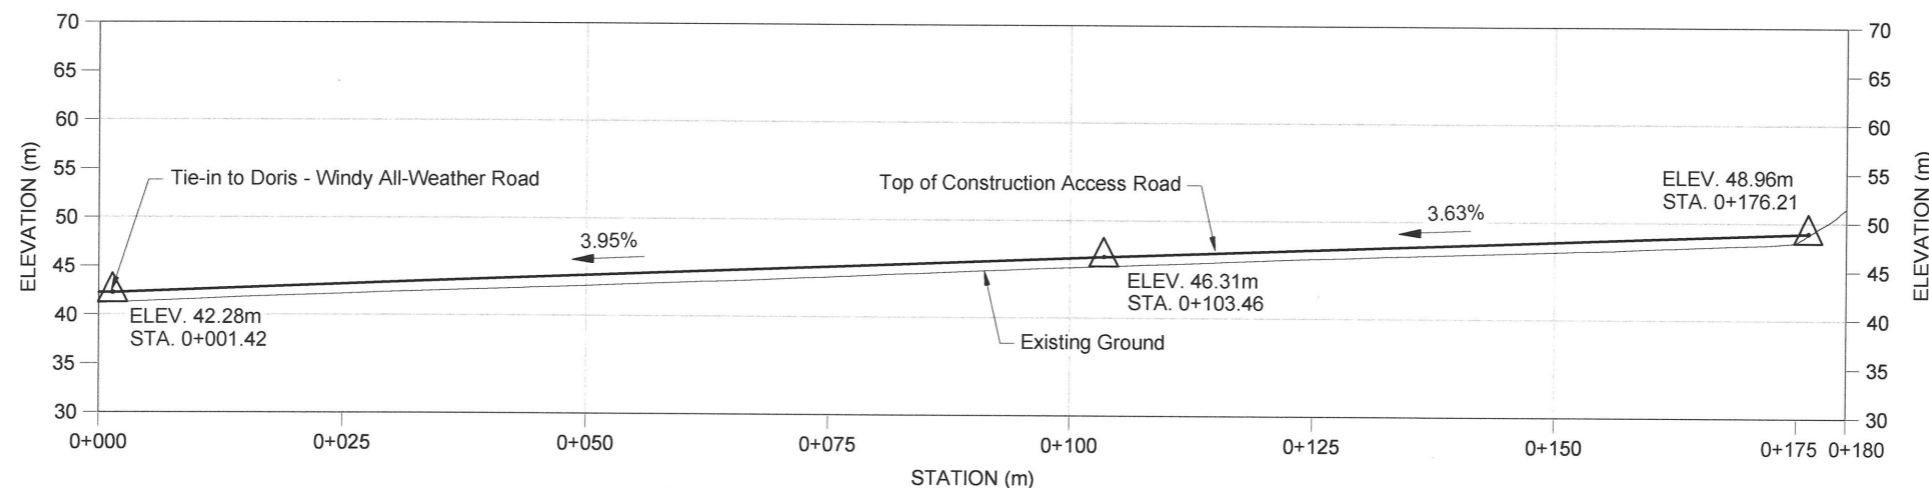 70
65
60
55
50
45
40
35
30
ELEVATION (m)
Tie-in to Doris - Windy All-Weather Road
ELEV. 42.28m
STA. 0+001.42
3.95%
Top of Construction Access Road
ELEV. 46.31m
STA. 0+103.46
Existing Ground
3.63%
ELEV. 48.96m
STA. 0+176.21
70
65
60
55
50
45
40
35
30
ELEVATION (m)
0+000
0+025
0+050
0+075
0+100
0+125
0+150
0+175
0+180
STATION (m)